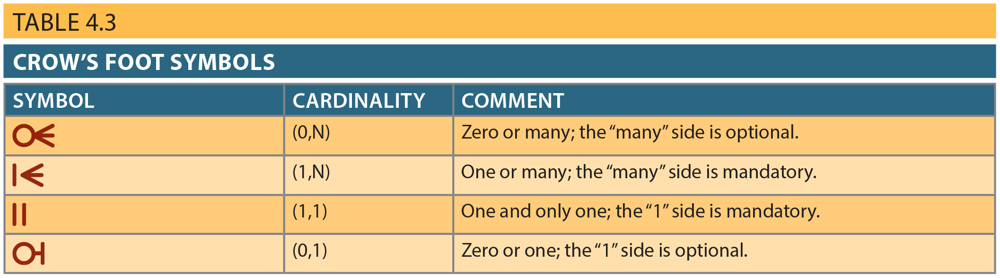 TABLE 4.3
CROW’S FOOT SYMBOLS
SYMBOL CARDINALITY COMMENT
(0,N) Zero or many; the “many” side is optional.
(1,N) One or many; the “many” side is mandatory.
(1,1) One and only one; the “1” side is mandatory.
(0,1) Zero or one; the “1” side is optional.